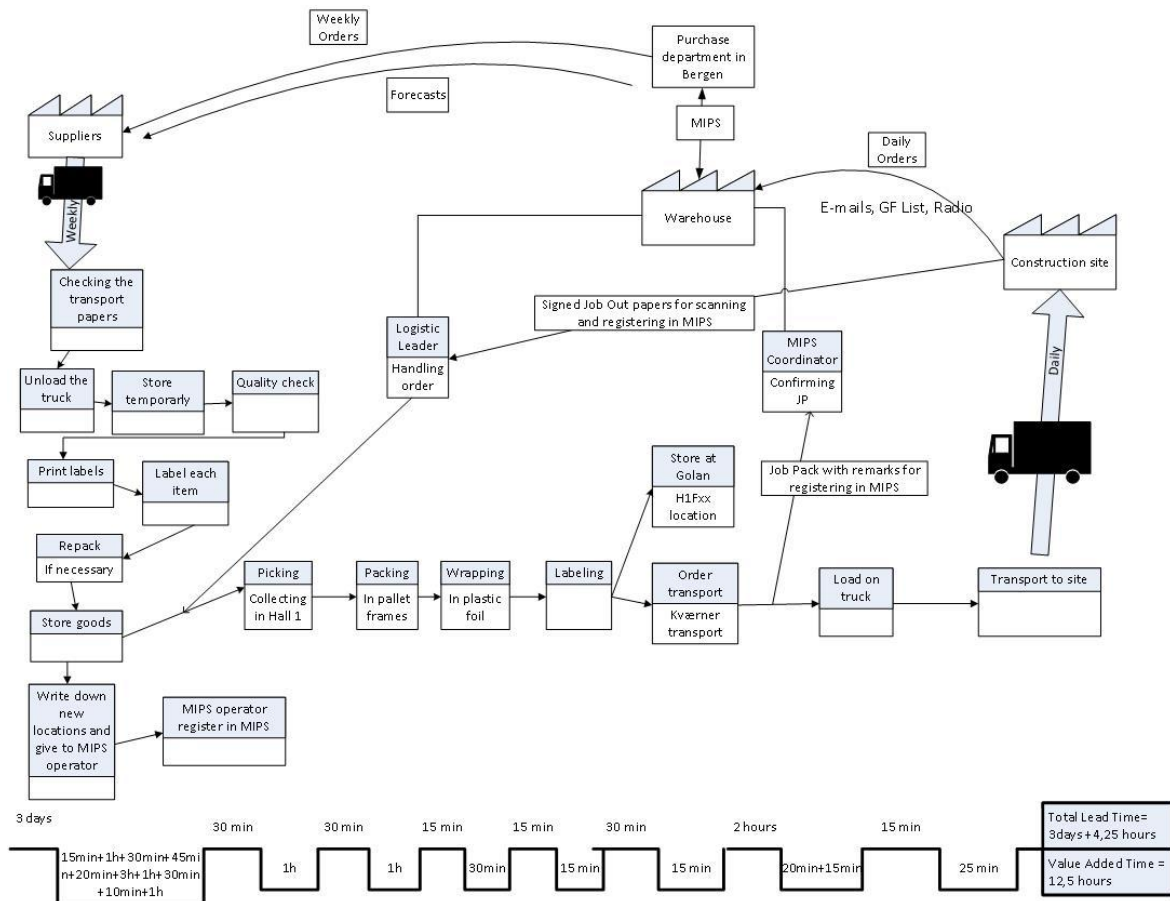 Weekly
Orders
Forecasts
Purchase
department in
Bergen
MIPS
Suppliers
Weekly
Daily
Orders
Warehouse
E-mails, GF List, Radio
Construction site
Checking the
transport
papers
Signed Job Out papers for scanning
and registering in MIPS
Logistic
Leader
Handling
order
MIPS
Coordinator
Confirming
JP
Daily
Unload the
truck
Store
temporarly
Quality check
Print labels
Label each
item
Store at
Golan
H1Fxx
location
Job Pack with remarks for
registering in MIPS
Repack
If necessary
Picking
Collecting
in Hall 1
Packing
In pallet
frames
Wrapping
In plastic
foil
Labeling
Order
transport
Kværner
transport
Load on
truck
Transport to site
Store goods
Write down
new
locations and
give to MIPS
operator
MIPS operator
register in MIPS
3 days
30 min
30 min
15 min
15 min
30 min
2 hours
15 min
Total Lead Time=
3days+4,25 hours
15min+1h+30min+45mi
n+20min+3h+1h+30min
+10min+1h
1h
1h
30min
15 min
15 min
20min+15min
25 min
Value Added Time =
12,5 hours